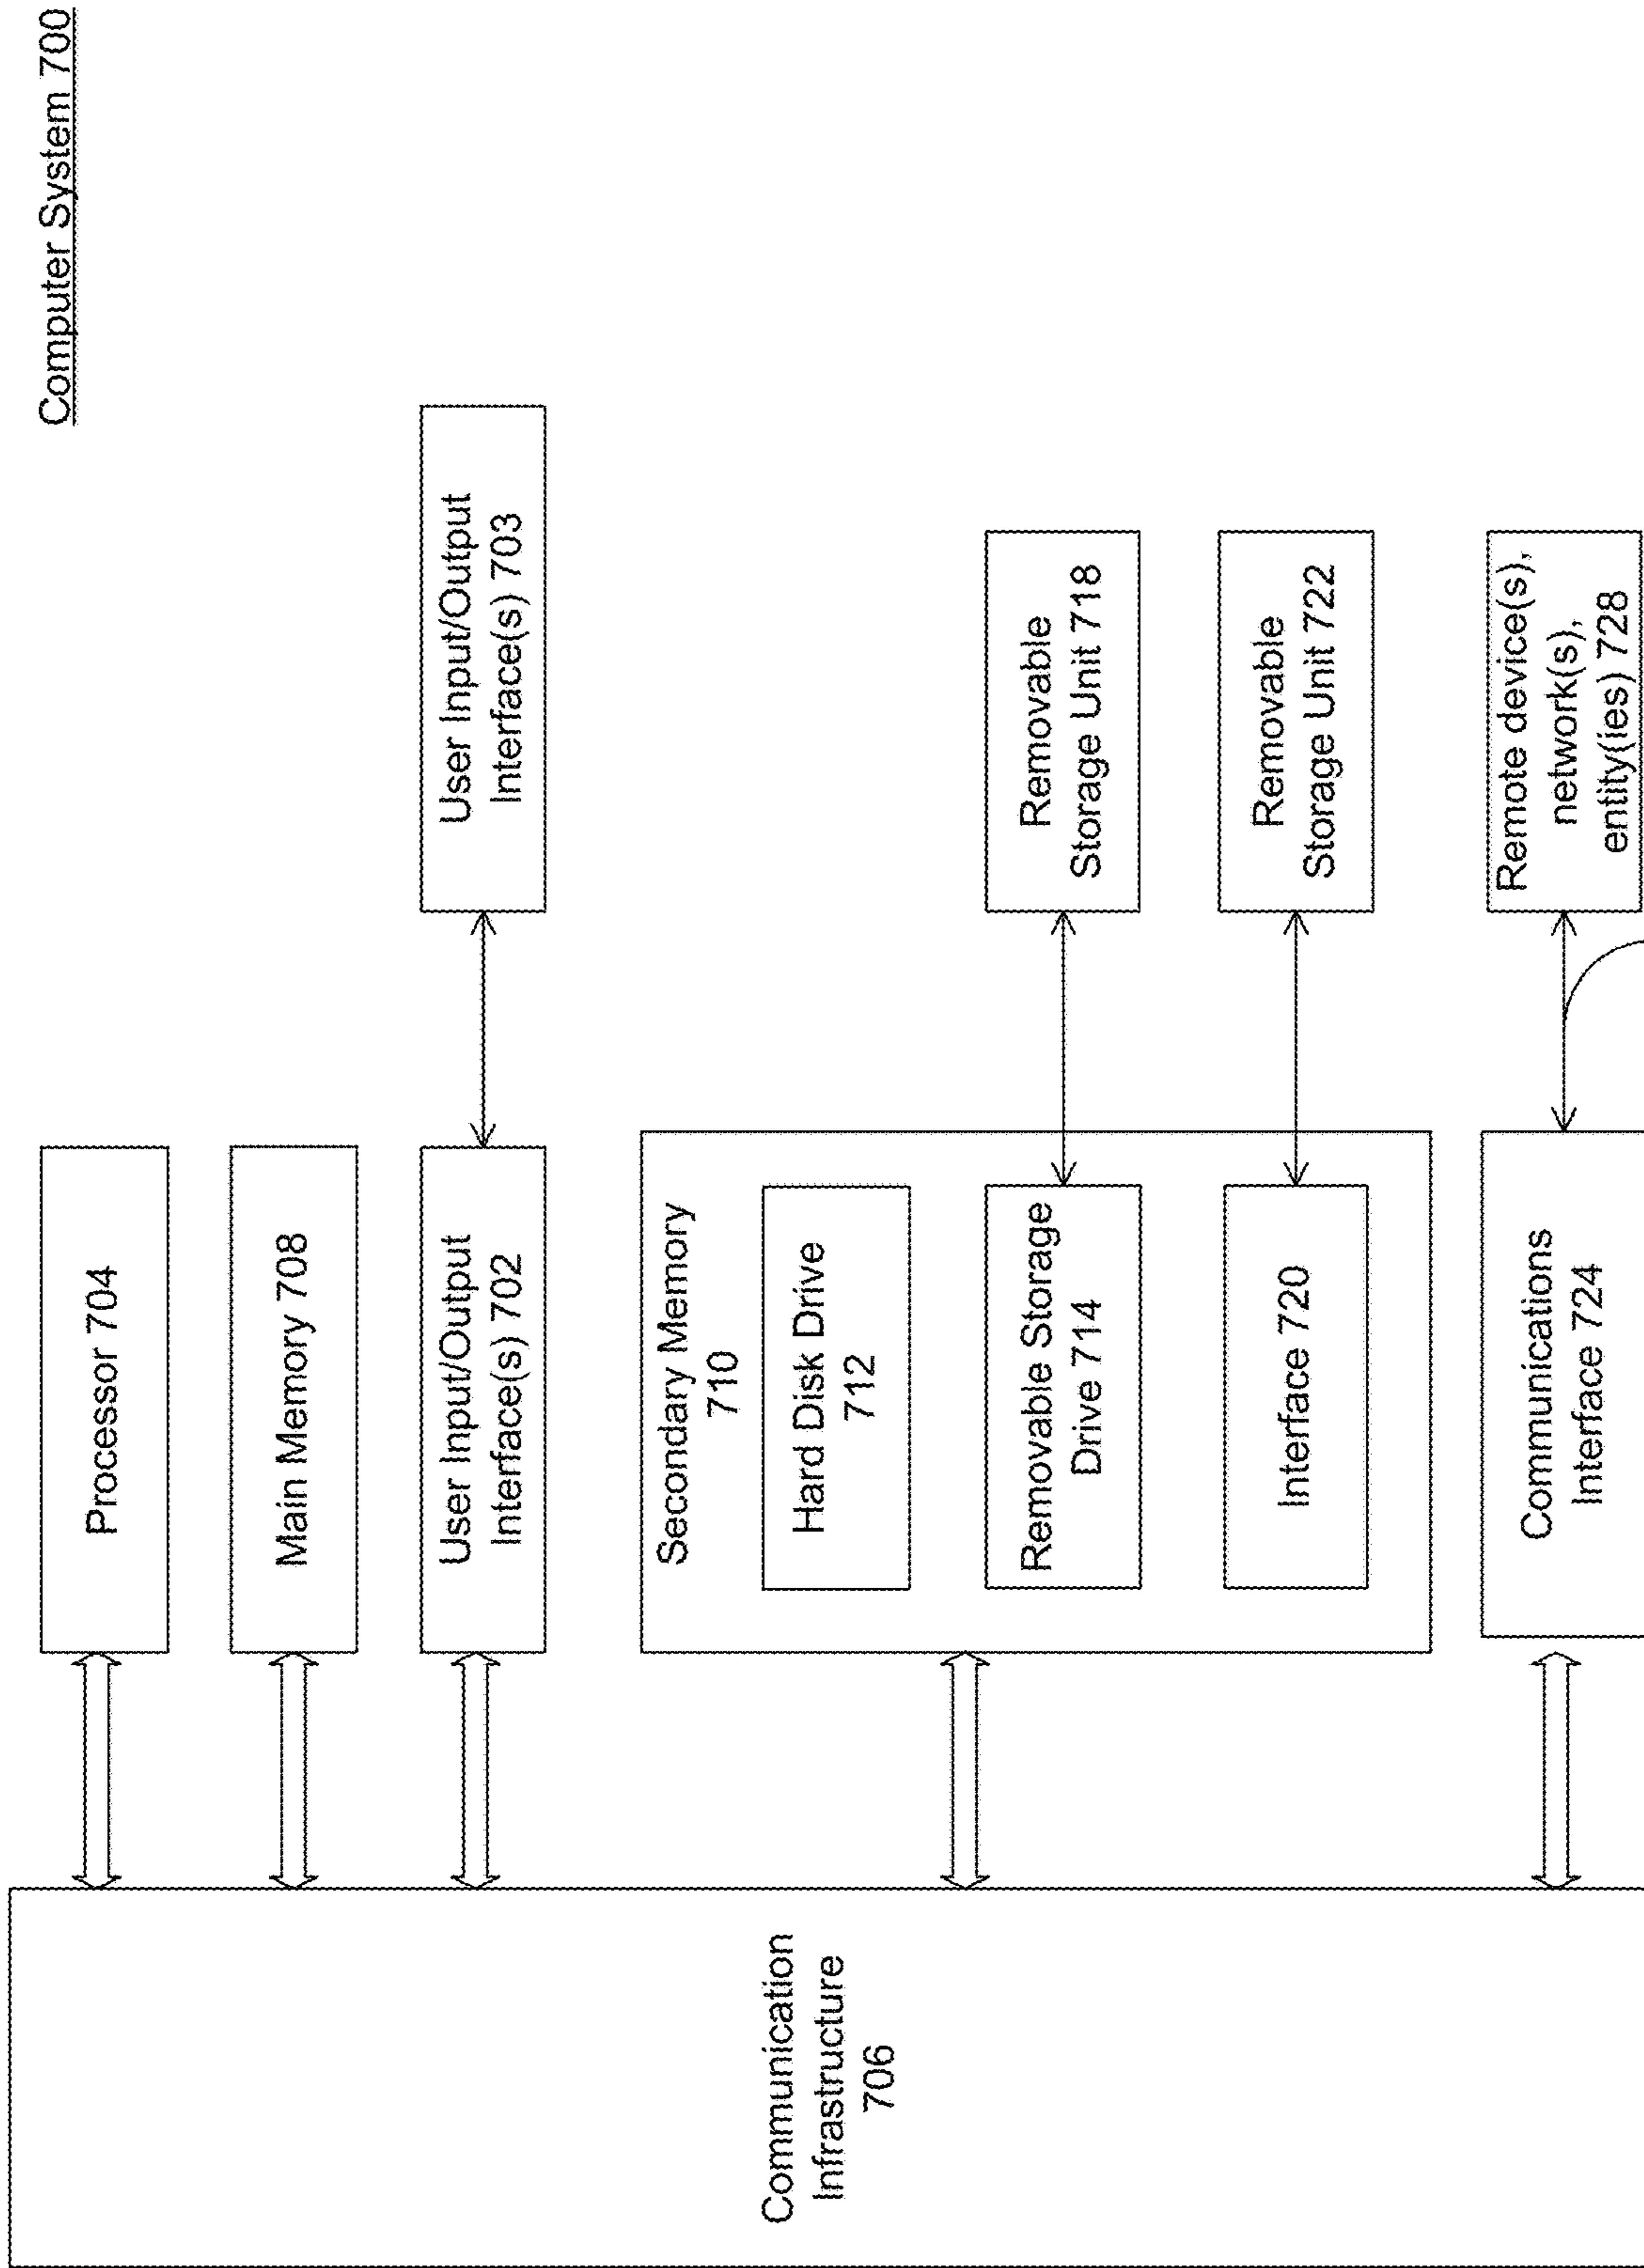 Computer System 700
Processor 704
Main Memory 708
User Input/Output
Interface(s) 702
User Input/Output
Interface(s) 703
Communication
Infrastructure
706
Secondary Memory
710
Hard Disk Drive
712
Removable Storage
Drive 714
Removable
Storage Unit 718
Interface 720
Removable
Storage Unit 722
Communications
Interface 724
Remote device(s),
network(s),
entity(ies) 728